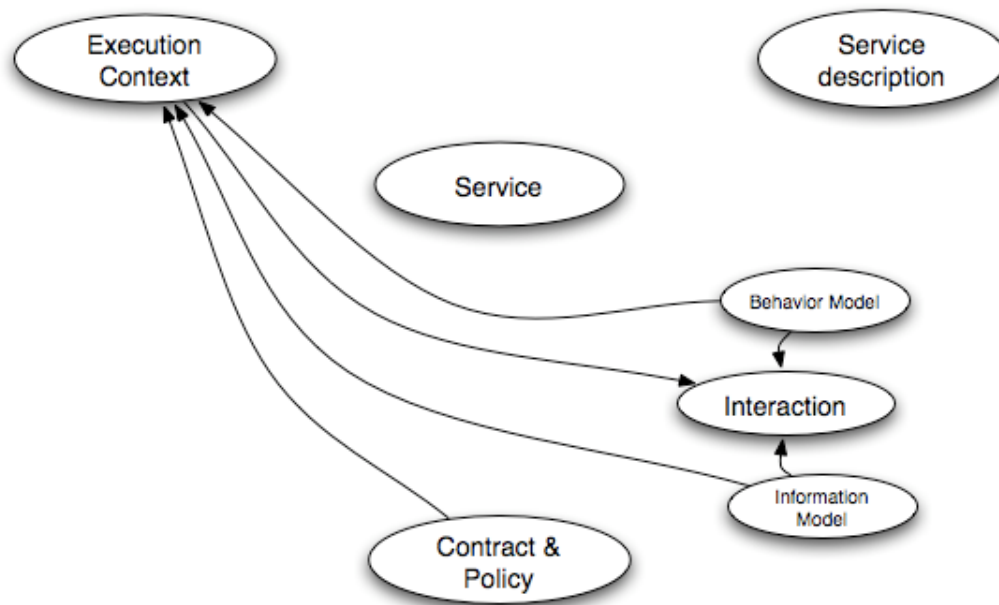 Execution
Context
Service
description
Service
Behavior Model
Interaction
Information
Model
Contract &
Policy